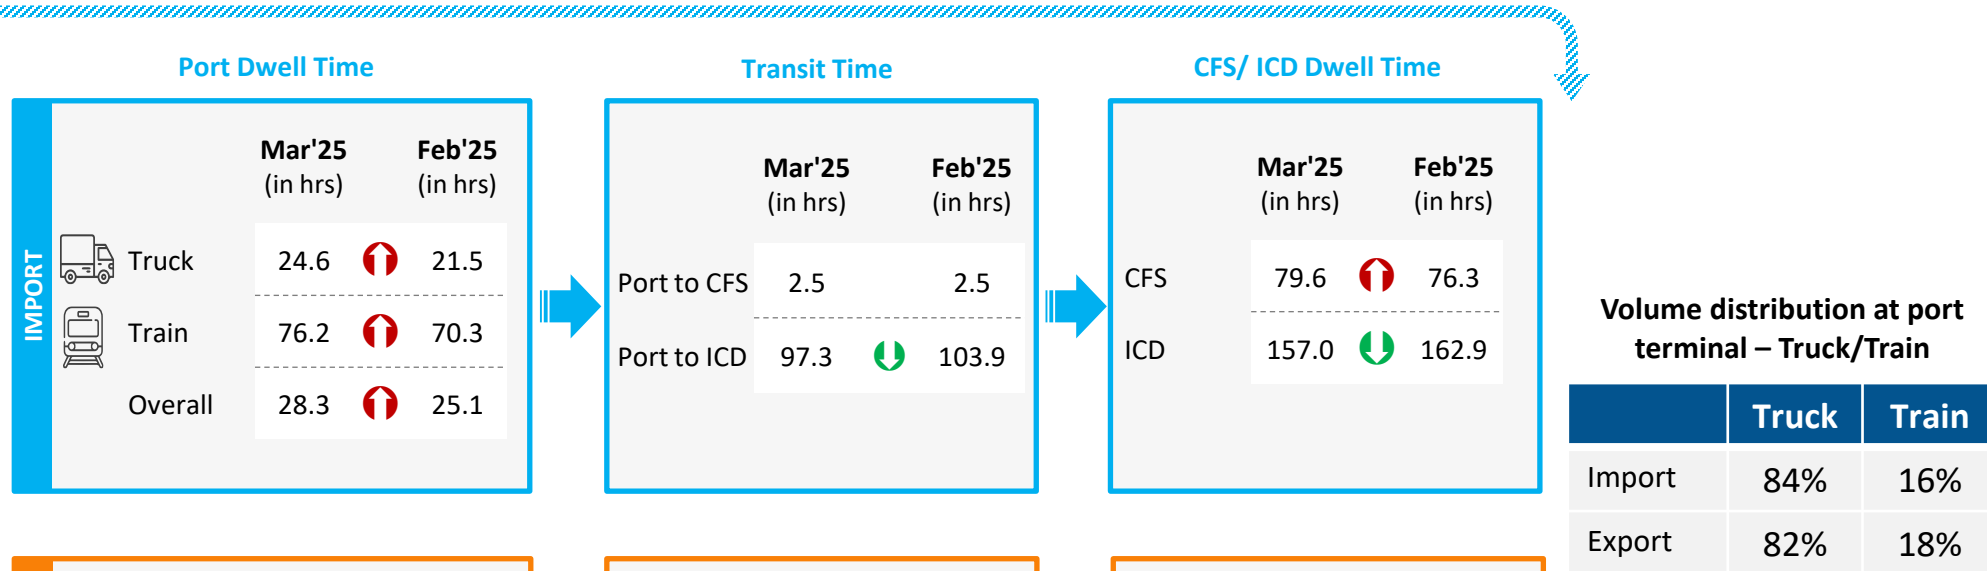 Port Dwell Time
Transit Time
CFS/ ICD Dwell Time
IMPORT
Mar'25 Feb'25
(in hrs) (in hrs)
Truck 24.6 21.5
Train 76.2 70.3
Overall 28.3 25.1
Mar'25 Feb'25
(in hrs) (in hrs)
Port to CFS 2.5 2.5
Port to ICD 97.3 103.9
Mar'25 Feb'25
(in hrs) (in hrs)
CFS 79.6 76.3
ICD 157.0 162.9
Volume distribution at port
terminal – Truck/Train
Truck Train
Import 84% 16%
Export 82% 18%